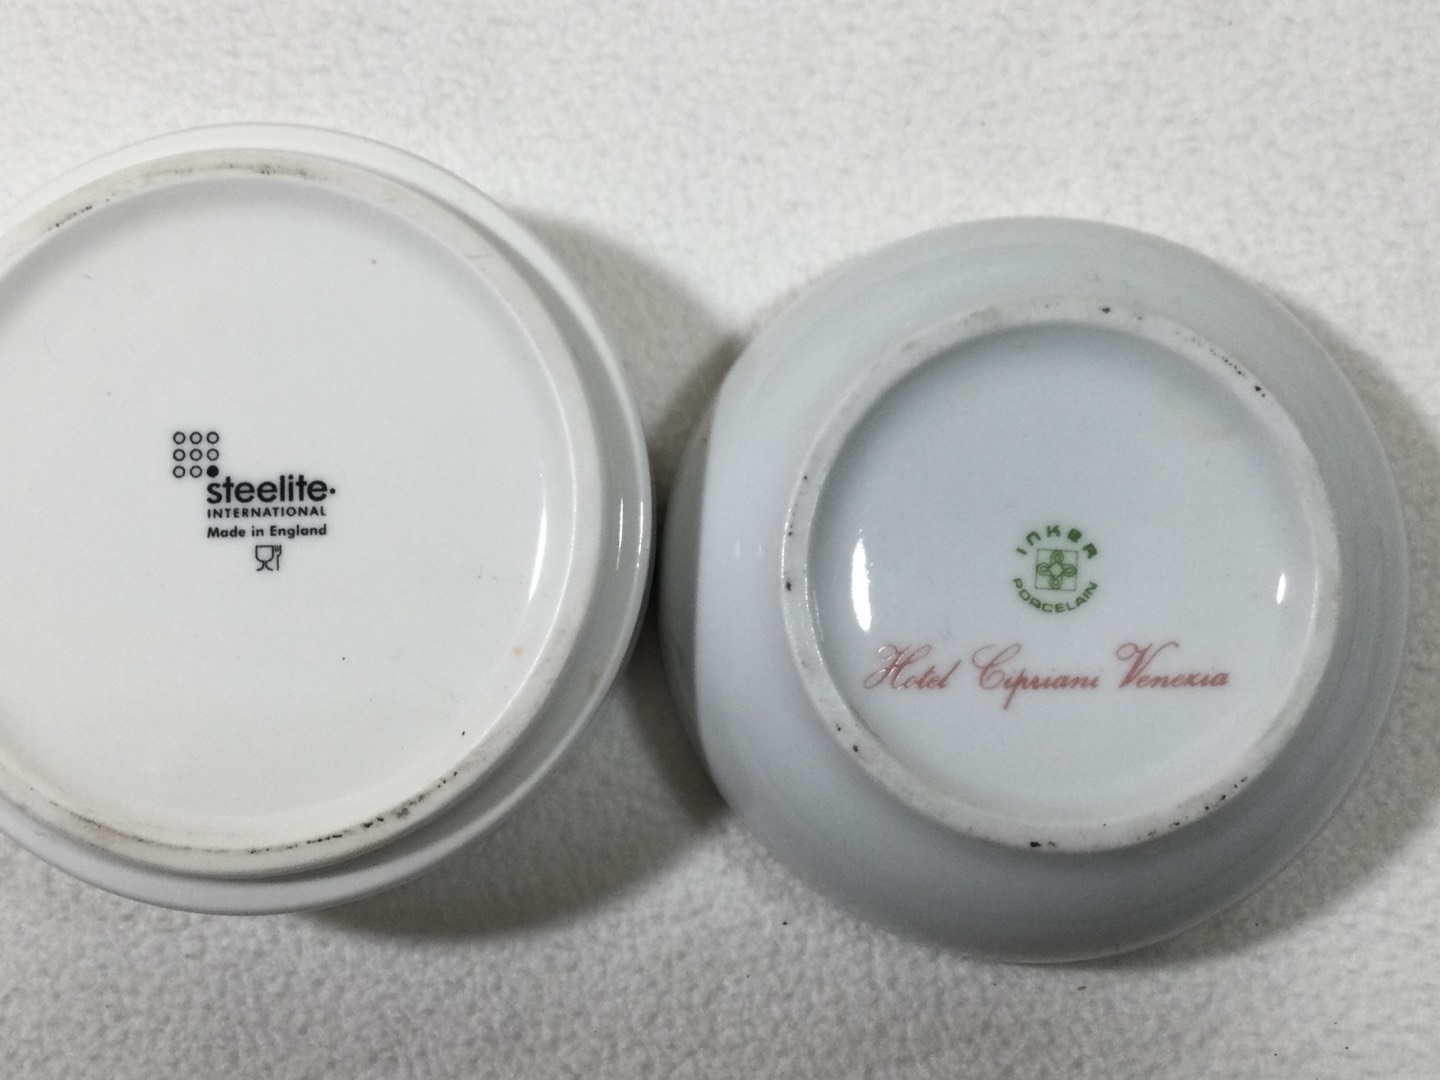 steelite
INTERNATIONAL
Made in England
INKER
PORCELAIN
Hotel Cipriani Venezia